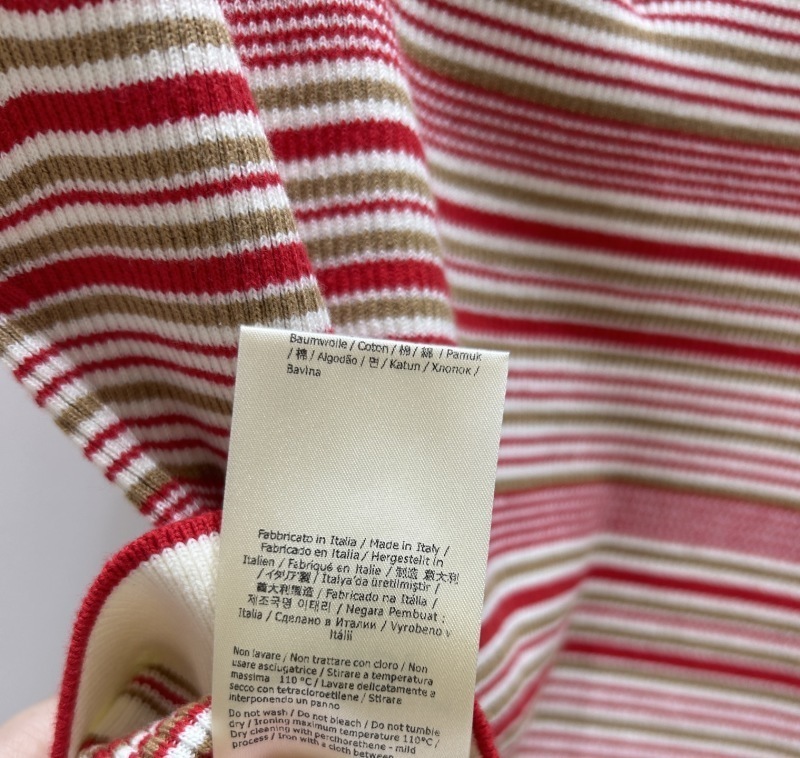 Baumwolle / Coton / 棉 / 綿 / Pamuk
/ 棉 / Algodão / 면 / Katun / Хлопок /
Bavlna
Fabbricato in Italia / Made in Italy /
Fabricado en Italia / Hergestellt in
Italien / Fabriqué en Italie / 制造 意大利
/ イタリア製 / İtalya'da üretilmiştir /
義大利製造 / Fabricado na Itália /
제조국명 이태리 / Negara Pembuat :
Italia / Сделано в Италии / Vyrobeno v
Itálii
Non lavare / Non trattare con cloro / Non
usare asciugatrice / Stirare a temperatura
massima 110 °C / Lavare delicatamente a
secco con tetracloroetilene / Stirare
interponendo un panno
Do not wash / Do not bleach / Do not tumble
dry / Ironing maximum temperature 110°C /
Dry cleaning with perchlorethene - mild
process / Iron with a cloth between